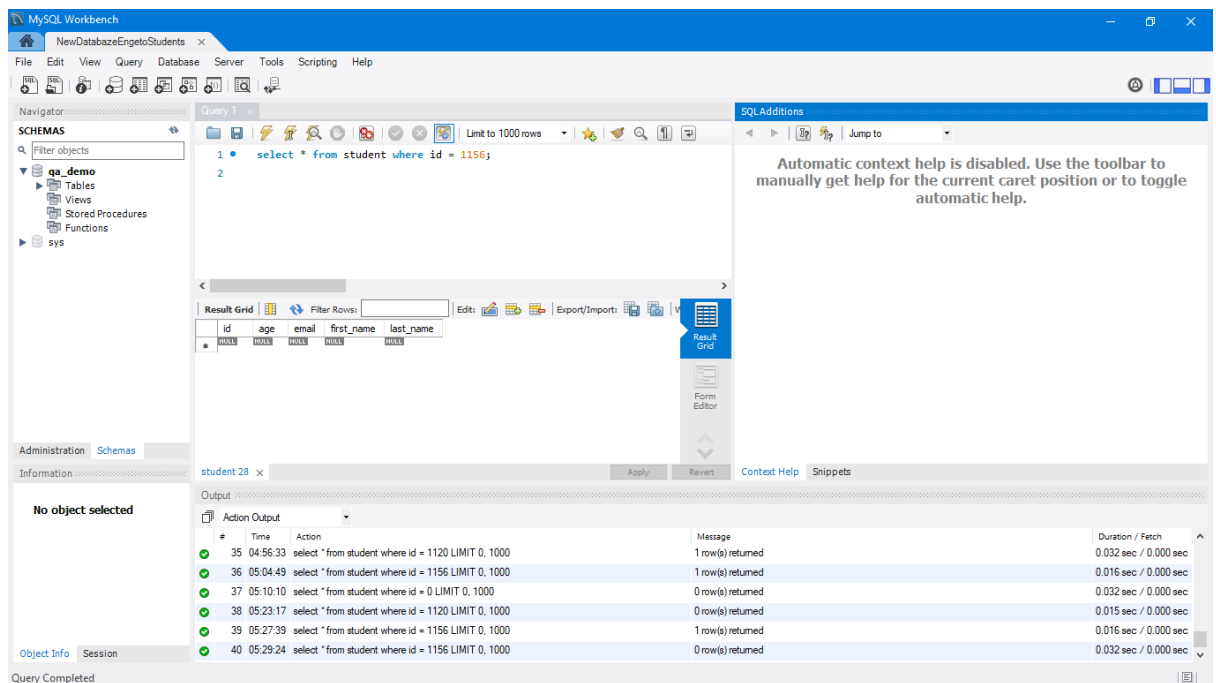 MySQL Workbench
NewDatabazeEngetoStudents
File Edit View Query Database Server Tools Scripting Help
Navigator
SCHEMAS
Filter objects
qa_demo
Tables
Views
Stored Procedures
Functions
sys
Administration Schemas
Information
No object selected
Object Info Session
Query 1
Limit to 1000 rows
1 select * from student where id = 1156;
2
Result Grid Filter Rows: Edit: Export/Import:
id age email first_name last_name
NULL NULL NULL NULL NULL
Result
Grid
Form
Editor
student 28 Apply Revert
SQLAdditions
Jump to
Automatic context help is disabled. Use the toolbar to
manually get help for the current caret position or to toggle
automatic help.
Context Help Snippets
Output
Action Output
# Time Action Message Duration / Fetch
35 04:56:33 select * from student where id = 1120 LIMIT 0, 1000 1 row(s) returned 0.032 sec / 0.000 sec
36 05:04:49 select * from student where id = 1156 LIMIT 0, 1000 1 row(s) returned 0.016 sec / 0.000 sec
37 05:10:10 select * from student where id = 0 LIMIT 0, 1000 0 row(s) returned 0.032 sec / 0.000 sec
38 05:23:17 select * from student where id = 1120 LIMIT 0, 1000 0 row(s) returned 0.015 sec / 0.000 sec
39 05:27:39 select * from student where id = 1156 LIMIT 0, 1000 1 row(s) returned 0.016 sec / 0.000 sec
40 05:29:24 select * from student where id = 1156 LIMIT 0, 1000 0 row(s) returned 0.032 sec / 0.000 sec
Query Completed